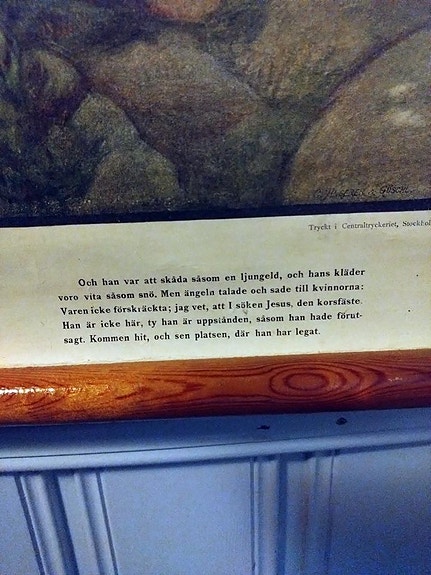 Tryckt i Centraltryckeriet, Stockhol
Och han var att skåda såsom en ljungeld, och hans kläder
voro vita såsom snö. Men ängeln talade och sade till kvinnorna:
Varen icke förskräckta; jag vet, att I söken Jesus, den korsfäste.
Han är icke här, ty han är uppstånden, såsom han hade förut-
sagt. Kommen hit, och sen platsen, där han har legat.